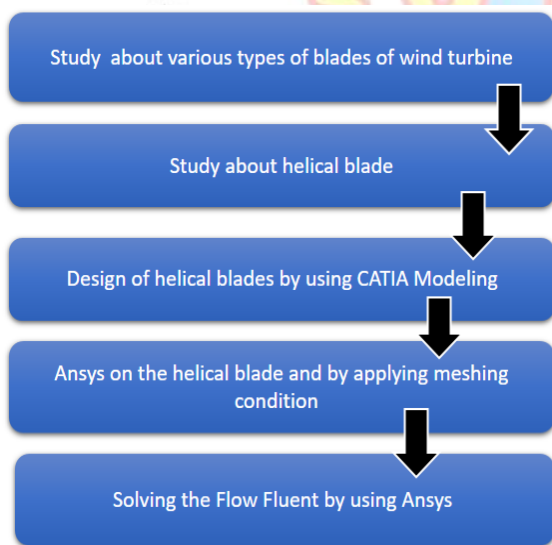 Study about various types of blades of wind turbine
Study about helical blade
Design of helical blades by using CATIA Modeling
Ansys on the helical blade and by applying meshing
condition
Solving the Flow Fluent by using Ansys